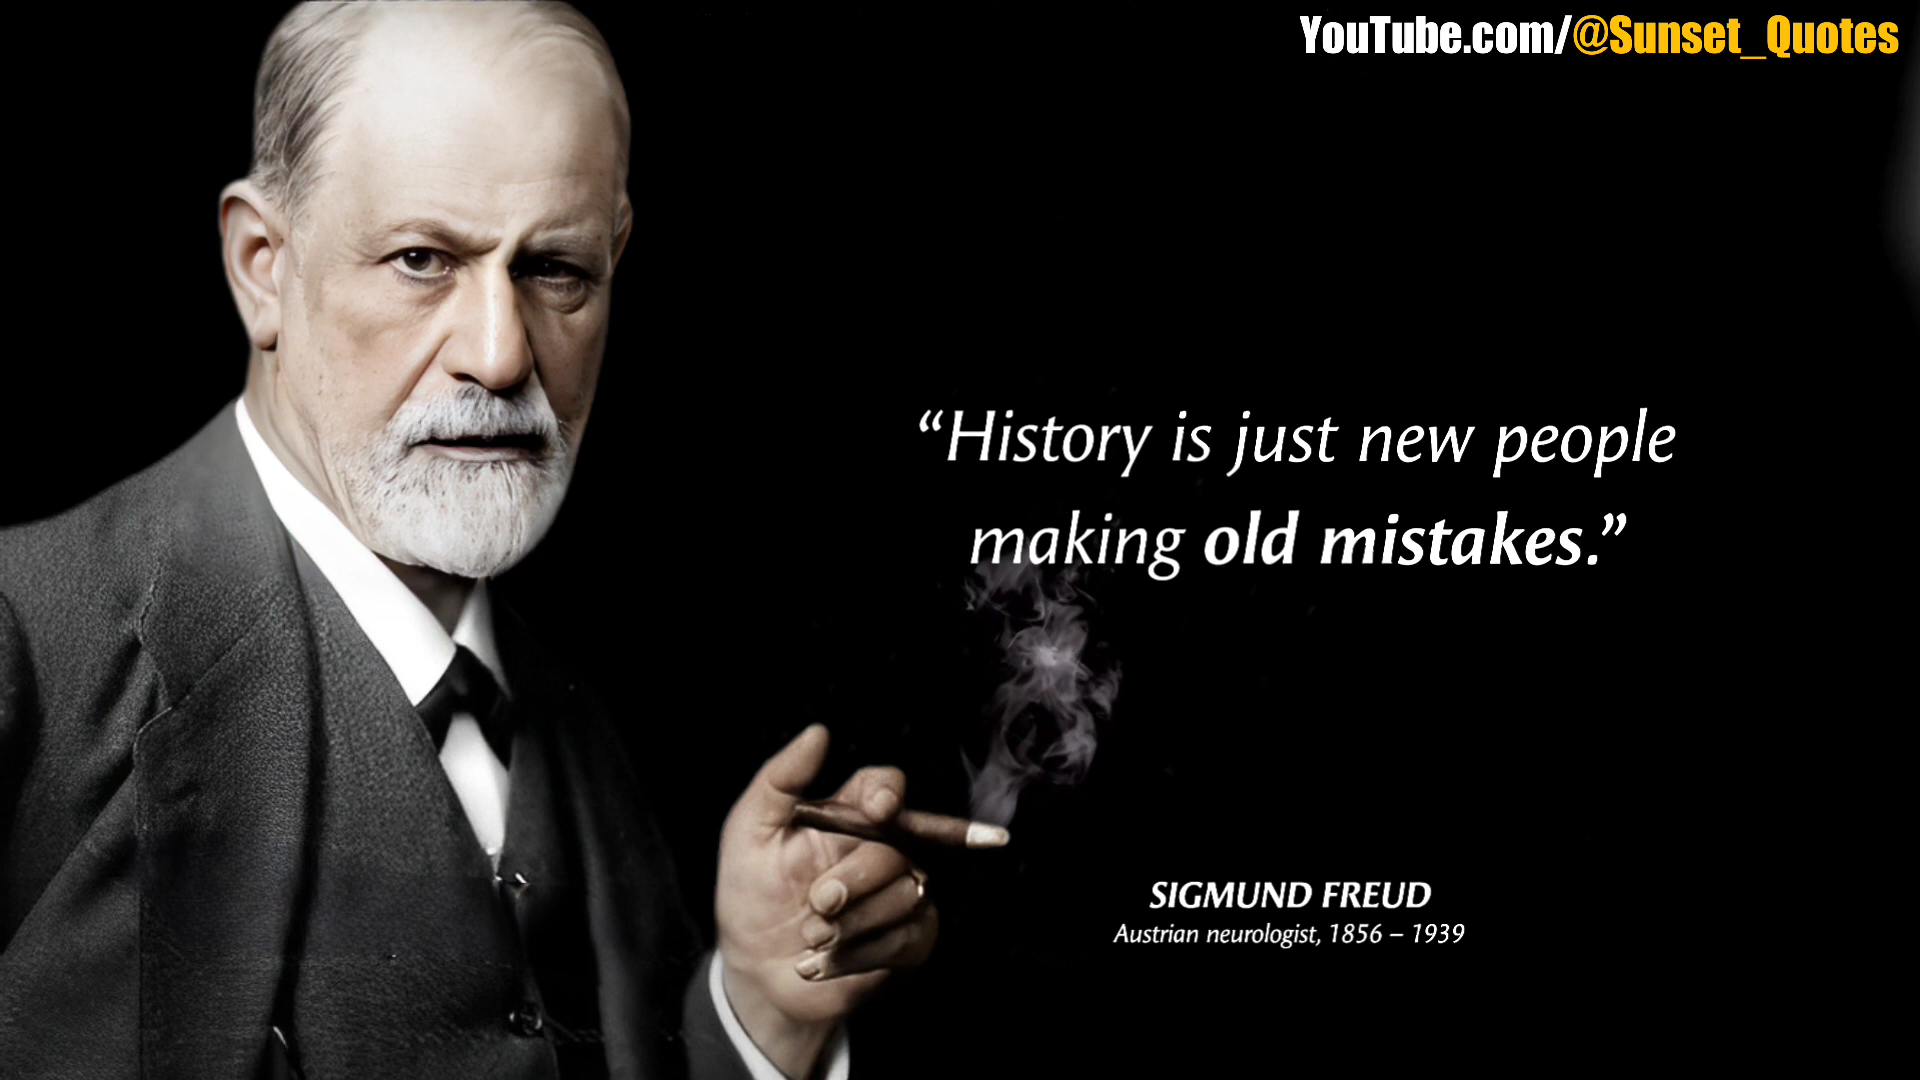 YouTube.com/@Sunset_Quotes
“History is just new people
making old mistakes.”
SIGMUND FREUD
Austrian neurologist, 1856 – 1939